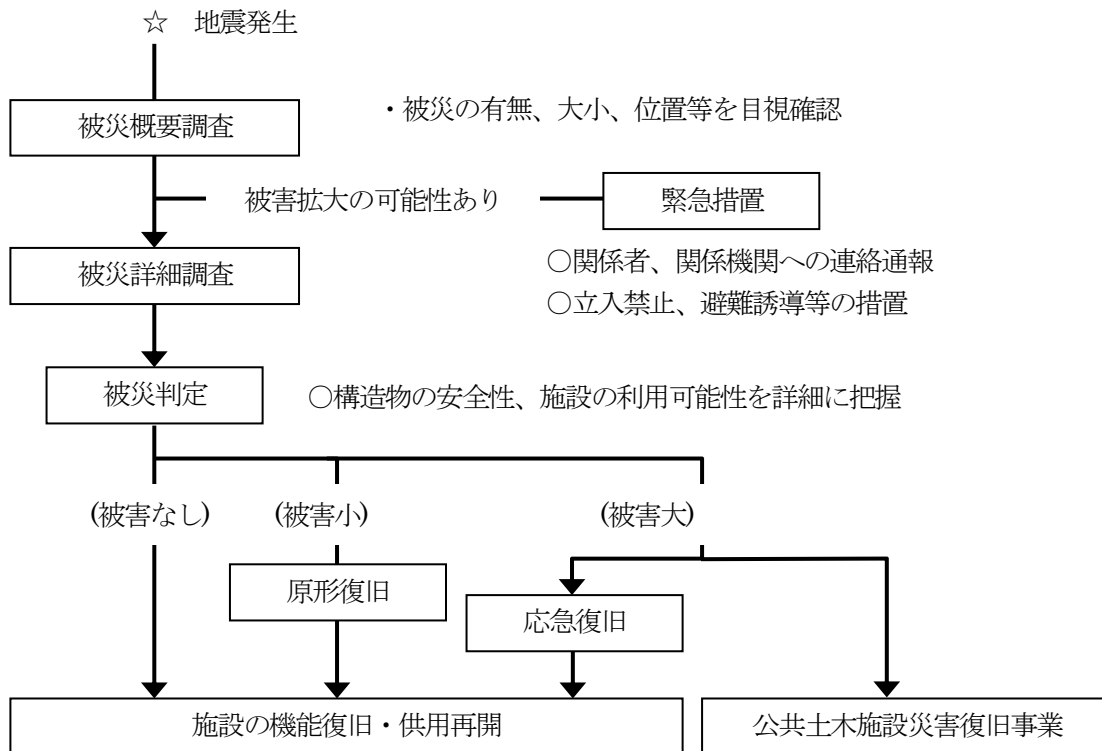 ☆　地震発生
被災概要調査
・被災の有無、大小、位置等を目視確認
被害拡大の可能性あり
緊急措置
被災詳細調査
○関係者、関係機関への連絡通報
○立入禁止、避難誘導等の措置
被災判定
○構造物の安全性、施設の利用可能性を詳細に把握
(被害なし)
(被害小)
(被害大)
原形復旧
応急復旧
施設の機能復旧・供用再開
公共土木施設災害復旧事業